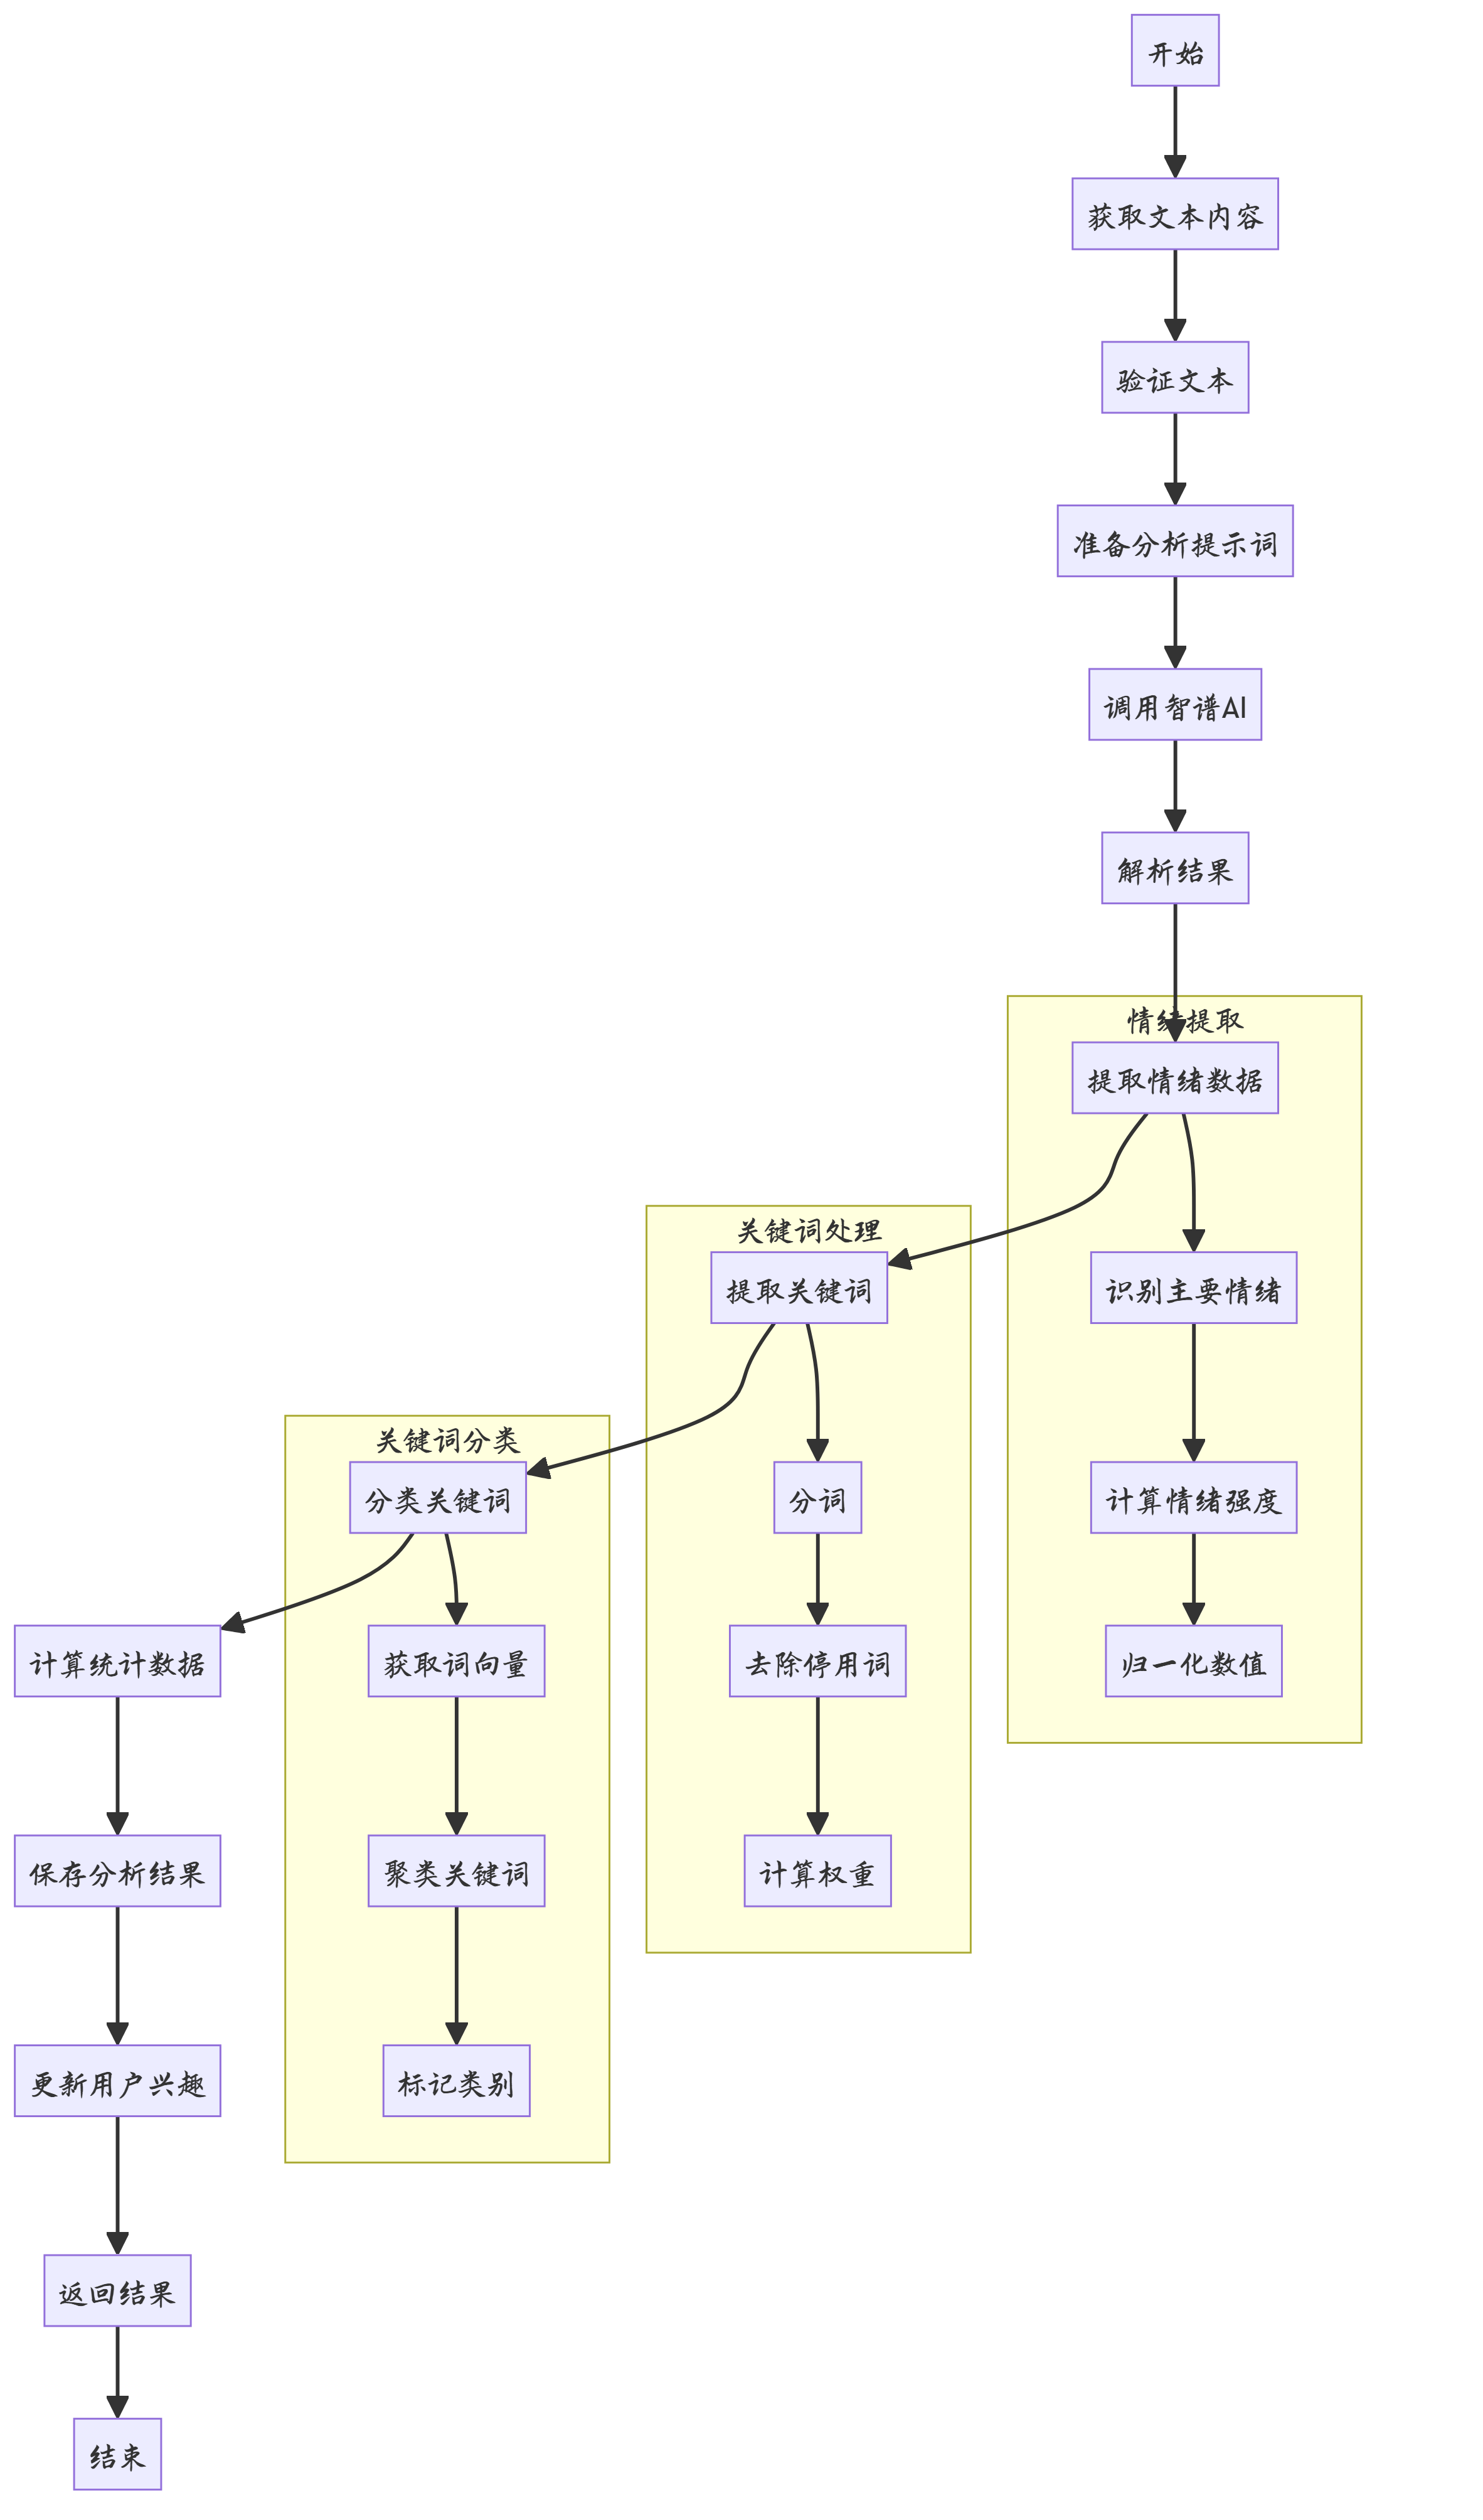 开始
获取文本内容
验证文本
准备分析提示词
调用智谱AI
解析结果
情绪提取
提取情绪数据
关键词处理
提取关键词
识别主要情绪
关键词分类
分类关键词
分词
计算情绪强度
计算统计数据
获取词向量
去除停用词
归一化数值
保存分析结果
聚类关键词
计算权重
更新用户兴趣
标记类别
返回结果
结束